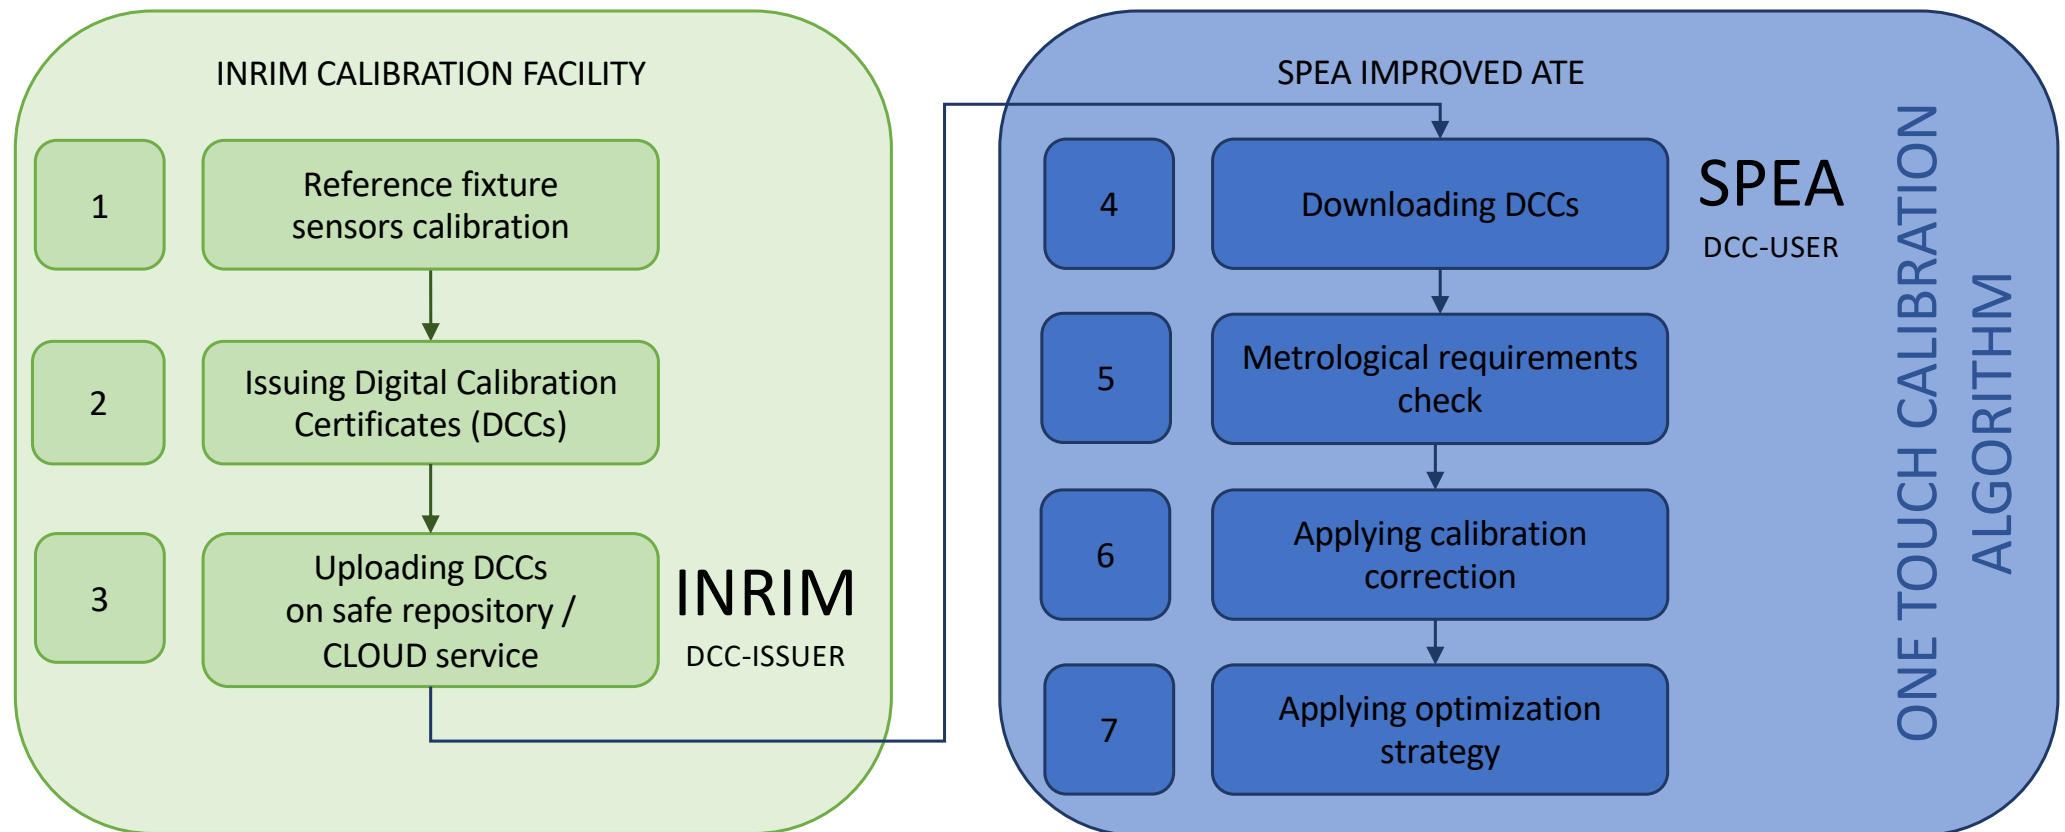 INRIM CALIBRATION FACILITY
1
Reference fixture
sensors calibration
2
Issuing Digital Calibration
Certificates (DCCs)
3
Uploading DCCs
on safe repository /
CLOUD service
INRIM
DCC-ISSUER
SPEA IMPROVED ATE
4
Downloading DCCs
SPEA
DCC-USER
5
Metrological requirements
check
6
Applying calibration
correction
7
Applying optimization
strategy
ONE TOUCH CALIBRATION
ALGORITHM